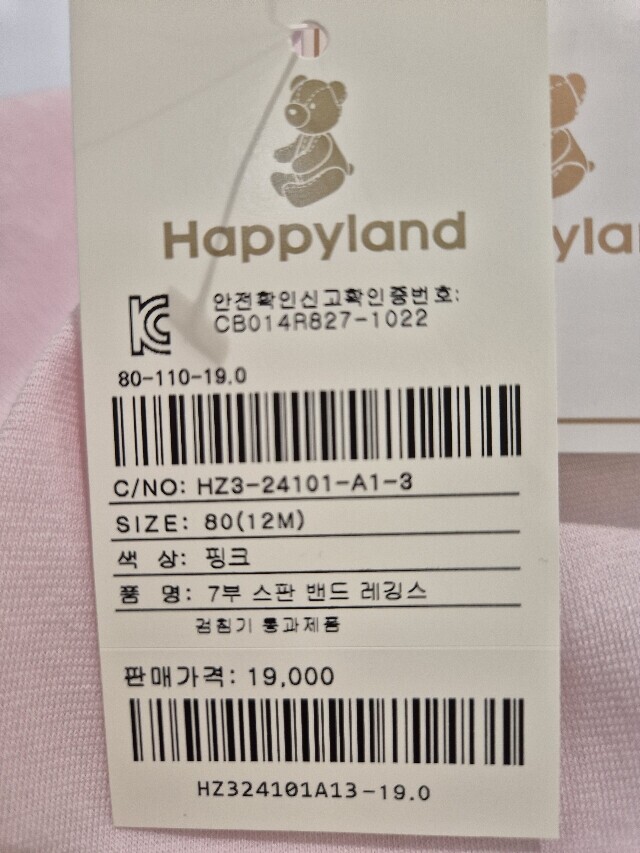 Happyland
yla
안전확인신고확인증번호:
CB014R827-1022
80-110-19.0
C/NO: HZ3-24101-A1-3
SIZE: 80(12M)
색 상: 핑크
품 명: 7부 스판 밴드 레깅스
검침기 통과제품
판매가격: 19,000
HZ324101A13-19.0